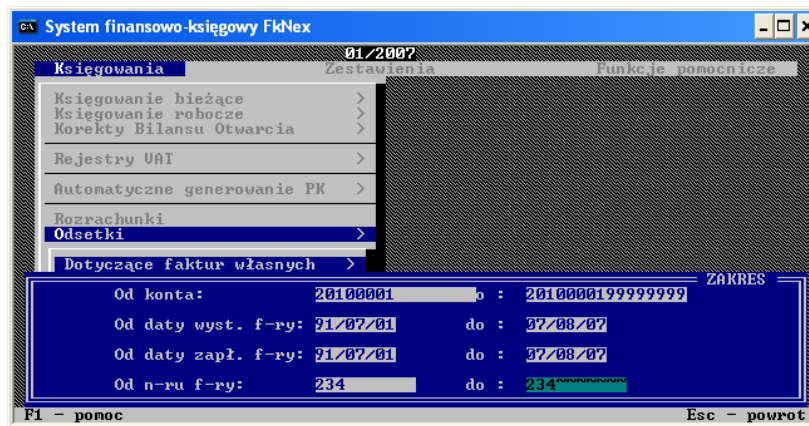 System finansowo-księgowy FkNex
01/2007
Księgowania Zestawienia Funkcje pomocnicze
Księgowanie bieżące >
Księgowanie robocze >
Korekty Bilansu Otwarcia >
Rejestry VAT >
Automatyczne generowanie PK >
Rozrachunki
Odsetki >
Dotyczące faktur własnych >
ZAKRES
Od konta: 20100001 o : 2010000199999999
Od daty wyst. f-ry: 91/07/01 do : 07/08/07
Od daty zapł. f-ry: 91/07/01 do : 07/08/07
Od n-ru f-ry: 234 do : 234~~~~~~~~~
F1 - pomoc Esc - powrot